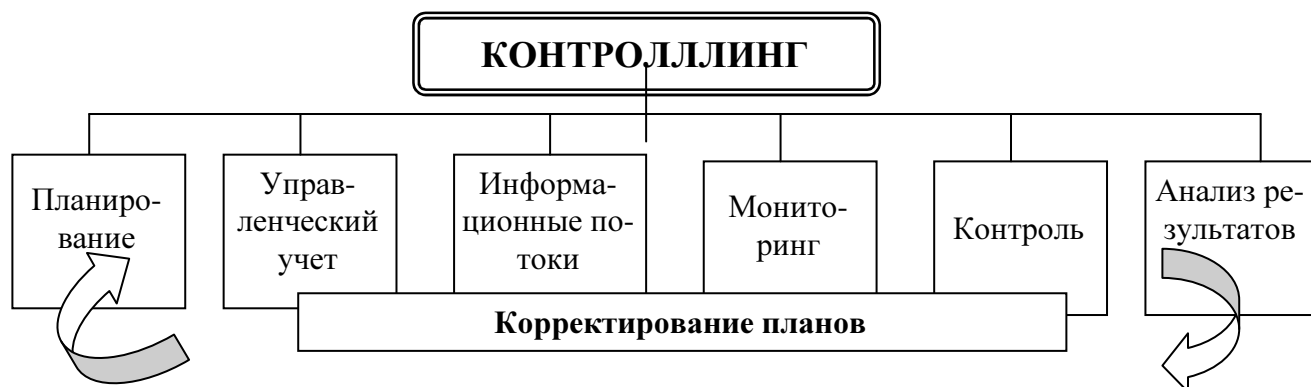 КОНТРОЛЛЛИНГ
Планиро-
вание
Управ-
ленческий
учет
Информа-
ционные по-
токи
Монито-
ринг
Контроль
Анализ ре-
зультатов
Корректирование планов